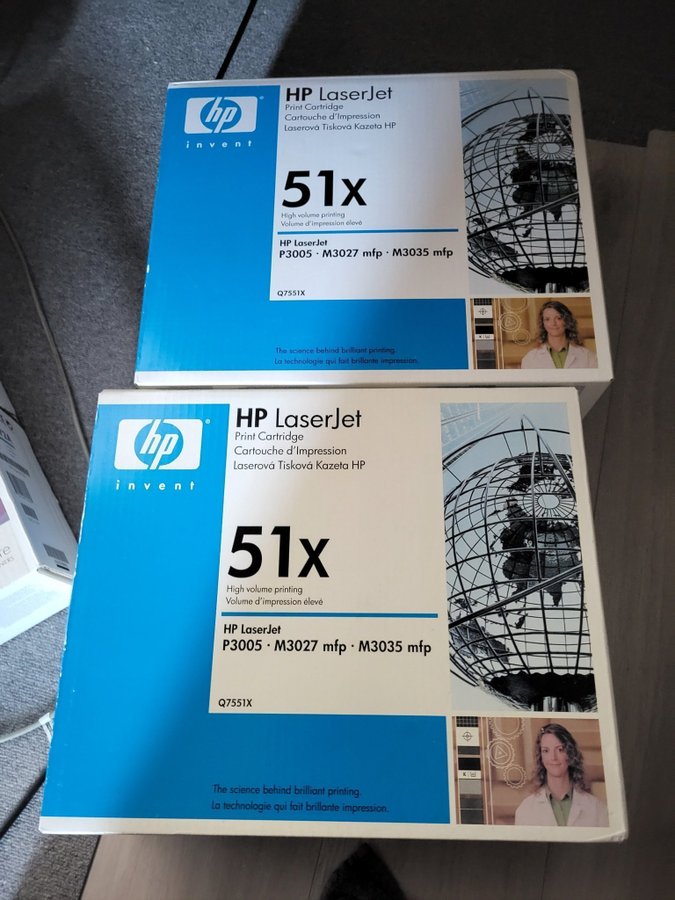 hp
invent
HP LaserJet
Print Cartridge
Cartouche d'Impression
Laserová Tisková Kazeta HP
51x
High volume printing
Volume d'impression élevé
HP LaserJet
P3005 · M3027 mfp · M3035 mfp
Q7551X
The science behind brilliant printing.
La technologie qui fait brillante impression.
hp
invent
HP LaserJet
Print Cartridge
Cartouche d'Impression
Laserová Tisková Kazeta HP
51x
High volume printing
Volume d'impression élevé
HP LaserJet
P3005 · M3027 mfp · M3035 mfp
Q7551X
K
The science behind brilliant printing.
La technologie qui fait brillante impression.